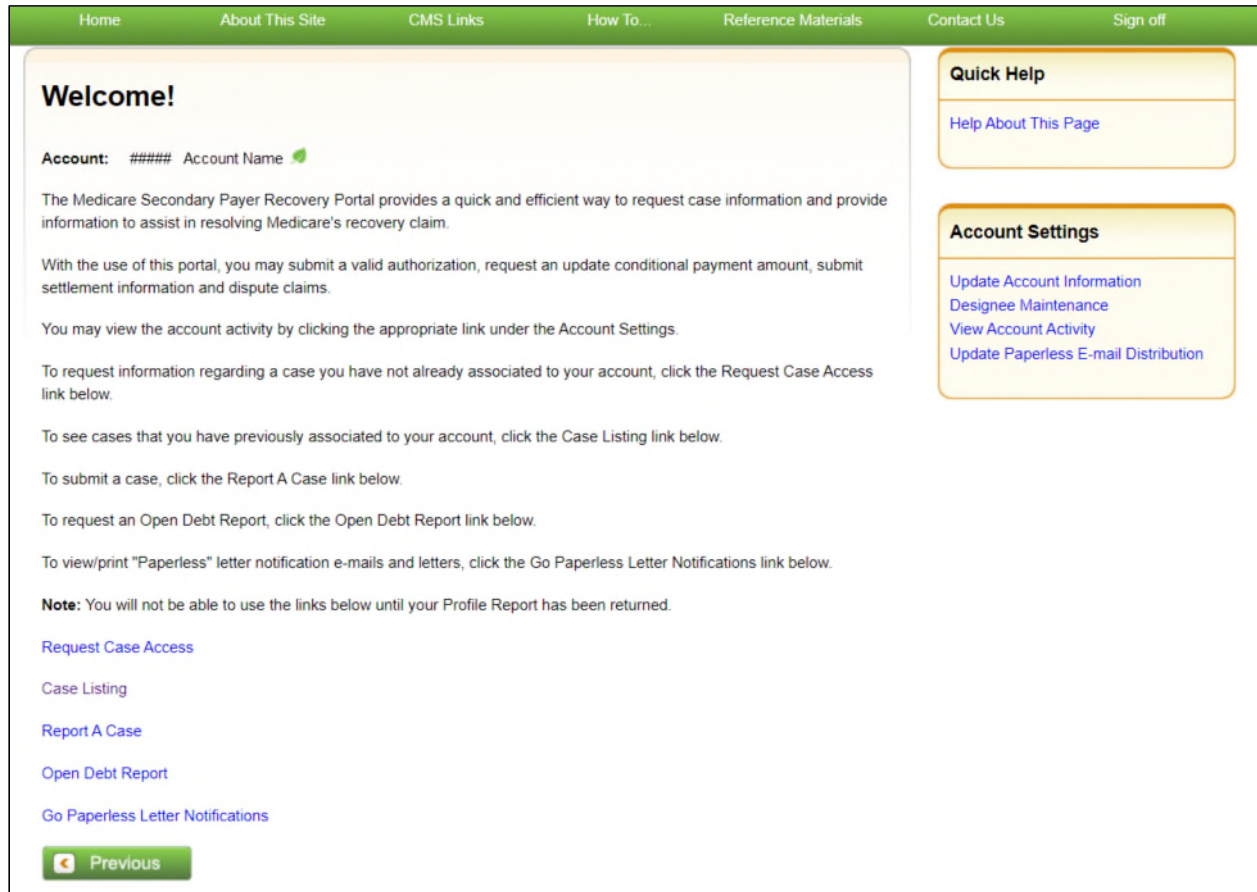 Home About This Site CMS Links How To... Reference Materials Contact Us Sign off
Welcome!
Account: ##### Account Name
The Medicare Secondary Payer Recovery Portal provides a quick and efficient way to request case information and provide
information to assist in resolving Medicare's recovery claim.
With the use of this portal, you may submit a valid authorization, request an update conditional payment amount, submit
settlement information and dispute claims.
You may view the account activity by clicking the appropriate link under the Account Settings.
To request information regarding a case you have not already associated to your account, click the Request Case Access
link below.
To see cases that you have previously associated to your account, click the Case Listing link below.
To submit a case, click the Report A Case link below.
To request an Open Debt Report, click the Open Debt Report link below.
To view/print "Paperless" letter notification e-mails and letters, click the Go Paperless Letter Notifications link below.
Note: You will not be able to use the links below until your Profile Report has been returned.
Request Case Access
Case Listing
Report A Case
Open Debt Report
Go Paperless Letter Notifications
Previous
Quick Help
Help About This Page
Account Settings
Update Account Information
Designee Maintenance
View Account Activity
Update Paperless E-mail Distribution